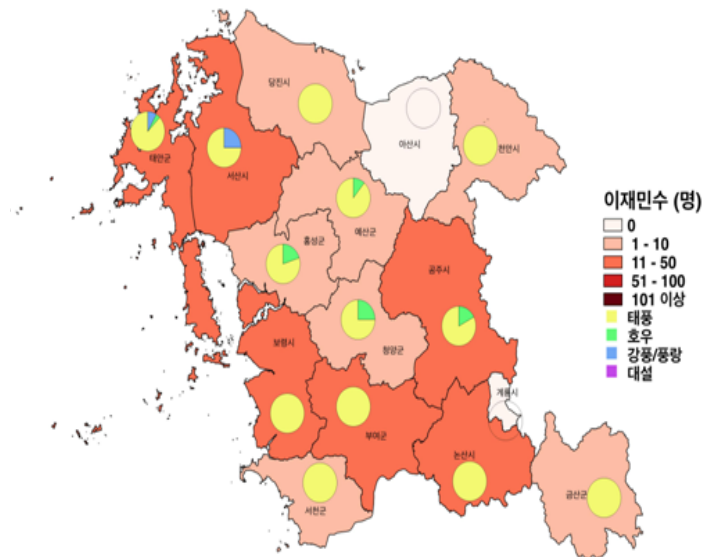 당진시
아산시
천안시
태안군
서산시
홍성군
예산군
공주시
보령시
청양군
계룡시
부여군
논산시
서천군
금산군
이재민수 (명)
0
1 - 10
11 - 50
51 - 100
101 이상
태풍
호우
강풍/풍랑
대설